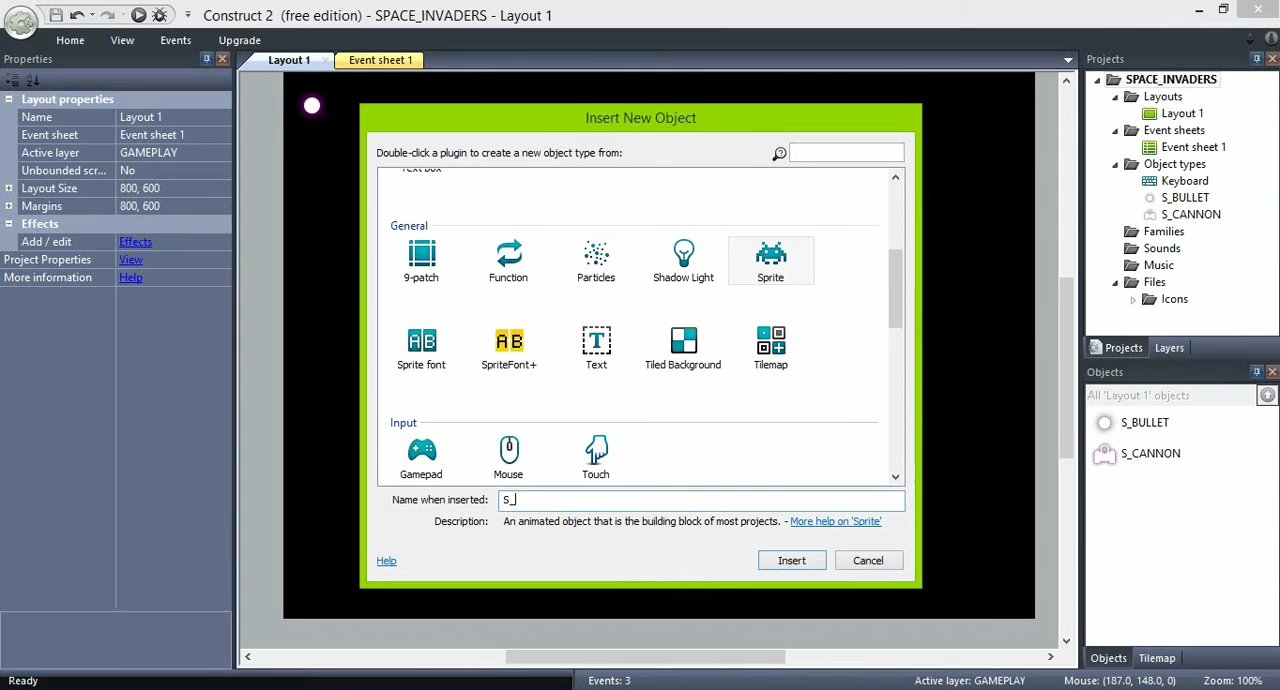 Construct 2 (free edition) - SPACE_INVADERS - Layout 1
Home View Events Upgrade
Properties
Layout properties
Name Layout 1
Event sheet Event sheet 1
Active layer GAMEPLAY
Unbounded scr... No
Layout Size 800, 600
Margins 800, 600
Effects
Add / edit Effects
Project Properties View
More information Help
Layout 1
Event sheet 1
Insert New Object
Double-click a plugin to create a new object type from:
Text box
General
9-patch Function Particles Shadow Light Sprite
Sprite font SpriteFont+ Text Tiled Background Tilemap
Input
Gamepad Mouse Touch
Name when inserted: S_
Description: An animated object that is the building block of most projects. - More help on 'Sprite'
Help
Insert
Cancel
Projects
SPACE_INVADERS
Layouts
Layout 1
Event sheets
Event sheet 1
Object types
Keyboard
S_BULLET
S_CANNON
Families
Sounds
Music
Files
Icons
Projects Layers
Objects
All 'Layout 1' objects
S_BULLET
S_CANNON
Objects Tilemap
Ready
Events: 3
Active layer: GAMEPLAY
Mouse: (187.0, 148.0, 0)
Zoom: 100%